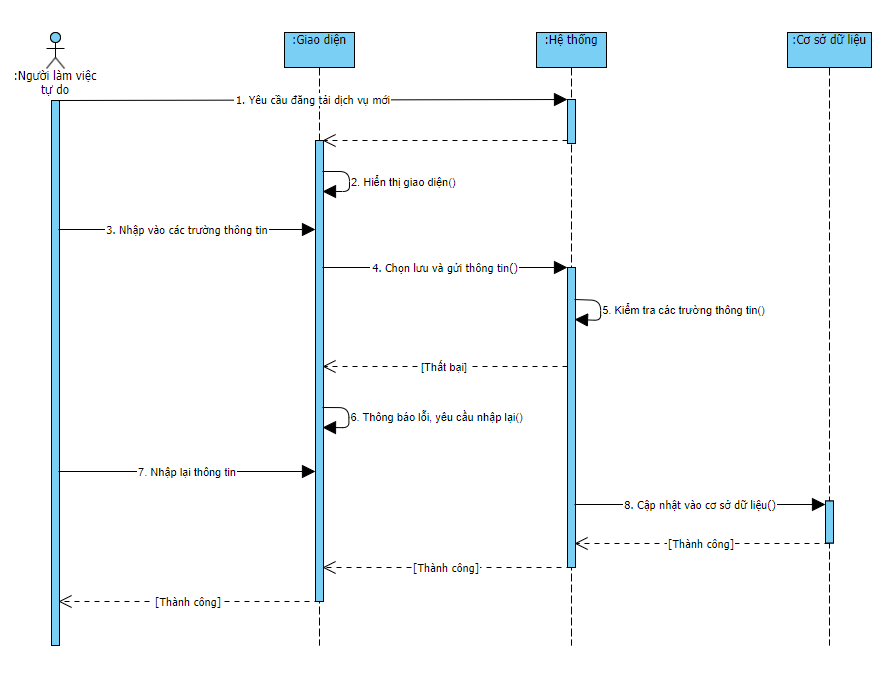 :Giao diện
:Hệ thống
:Cơ sở dữ liệu
:Người làm việc
tự do
1. Yêu cầu đăng tải dịch vụ mới
2. Hiển thị giao diện()
3. Nhập vào các trường thông tin
4. Chọn lưu và gửi thông tin()
5. Kiểm tra các trường thông tin()
[Thất bại]
6. Thông báo lỗi, yêu cầu nhập lại()
7. Nhập lại thông tin
8. Cập nhật vào cơ sở dữ liệu()
[Thành công]
[Thành công]
[Thành công]